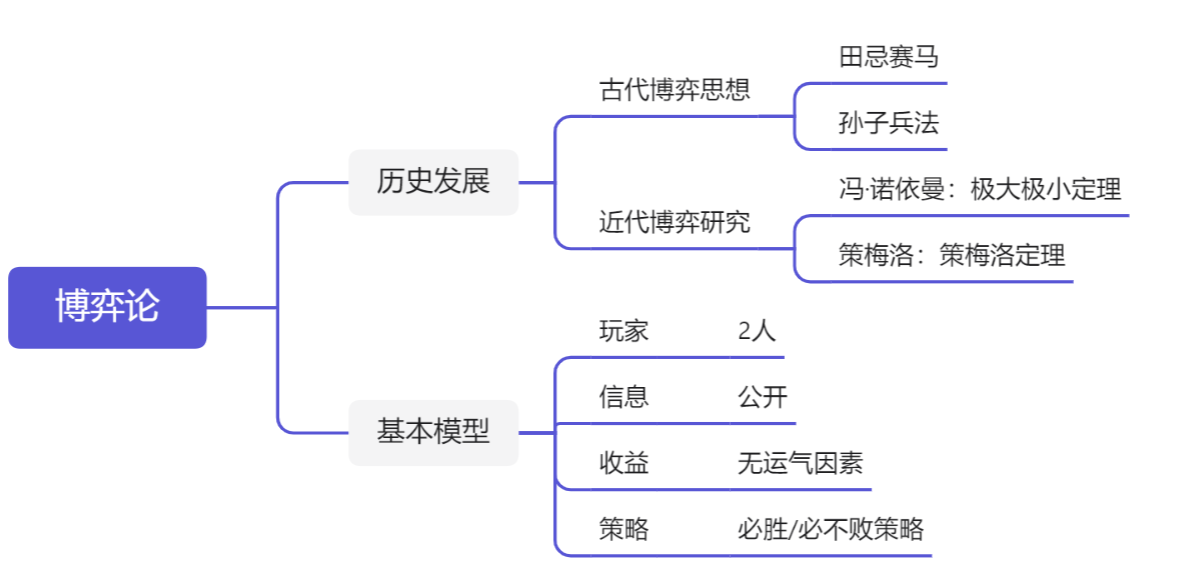 博弈论
历史发展
古代博弈思想
田忌赛马
孙子兵法
近代博弈研究
冯·诺依曼：极大极小定理
策梅洛：策梅洛定理
基本模型
玩家 2人
信息 公开
收益 无运气因素
策略 必胜/必不败策略